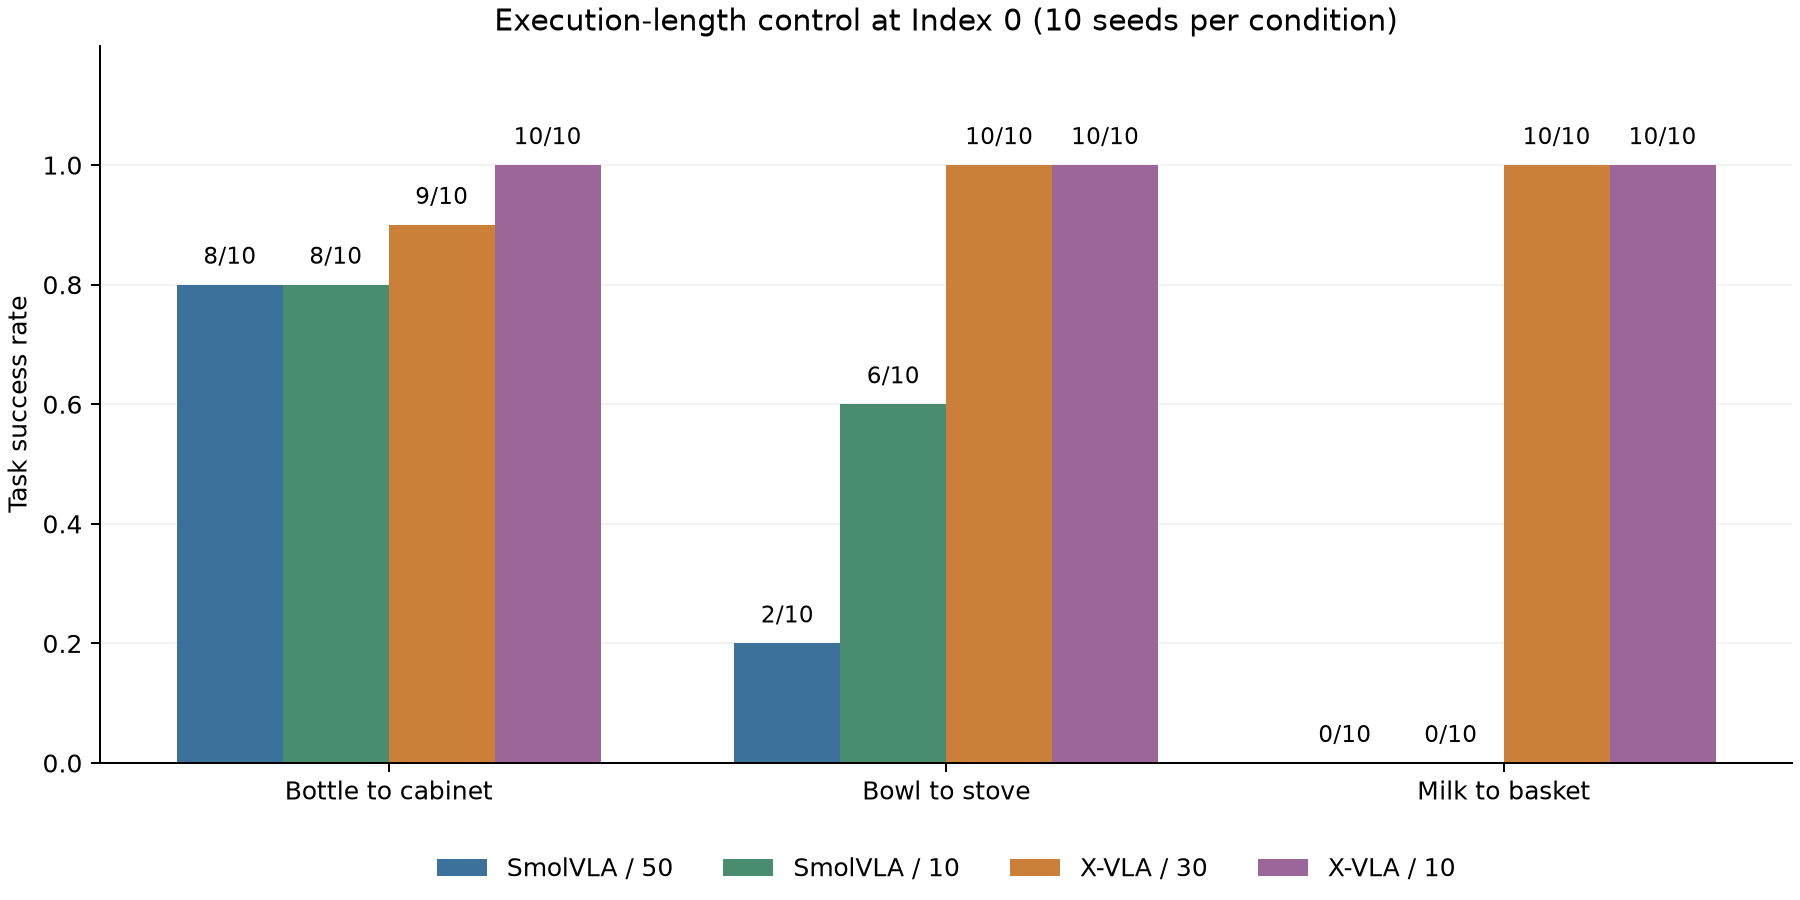 Execution-length control at Index 0 (10 seeds per condition)
Task success rate
1.0
0.8
0.6
0.4
0.2
0.0
8/10
8/10
9/10
10/10
2/10
6/10
10/10
10/10
0/10
0/10
10/10
10/10
Bottle to cabinet
Bowl to stove
Milk to basket
SmolVLA / 50
SmolVLA / 10
X-VLA / 30
X-VLA / 10